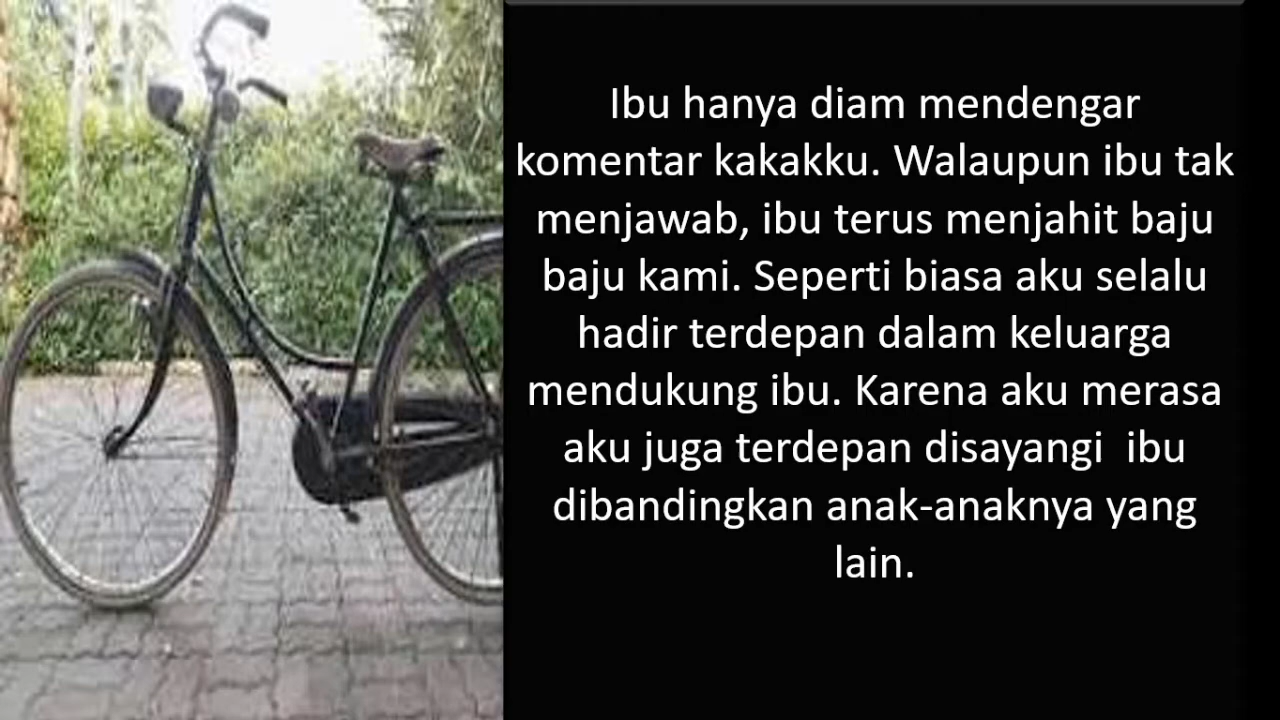 Ibu hanya diam mendengar
komentar kakakku. Walaupun ibu tak
menjawab, ibu terus menjahit baju
baju kami. Seperti biasa aku selalu
hadir terdepan dalam keluarga
mendukung ibu. Karena aku merasa
aku juga terdepan disayangi  ibu
dibandingkan anak-anaknya yang
lain.